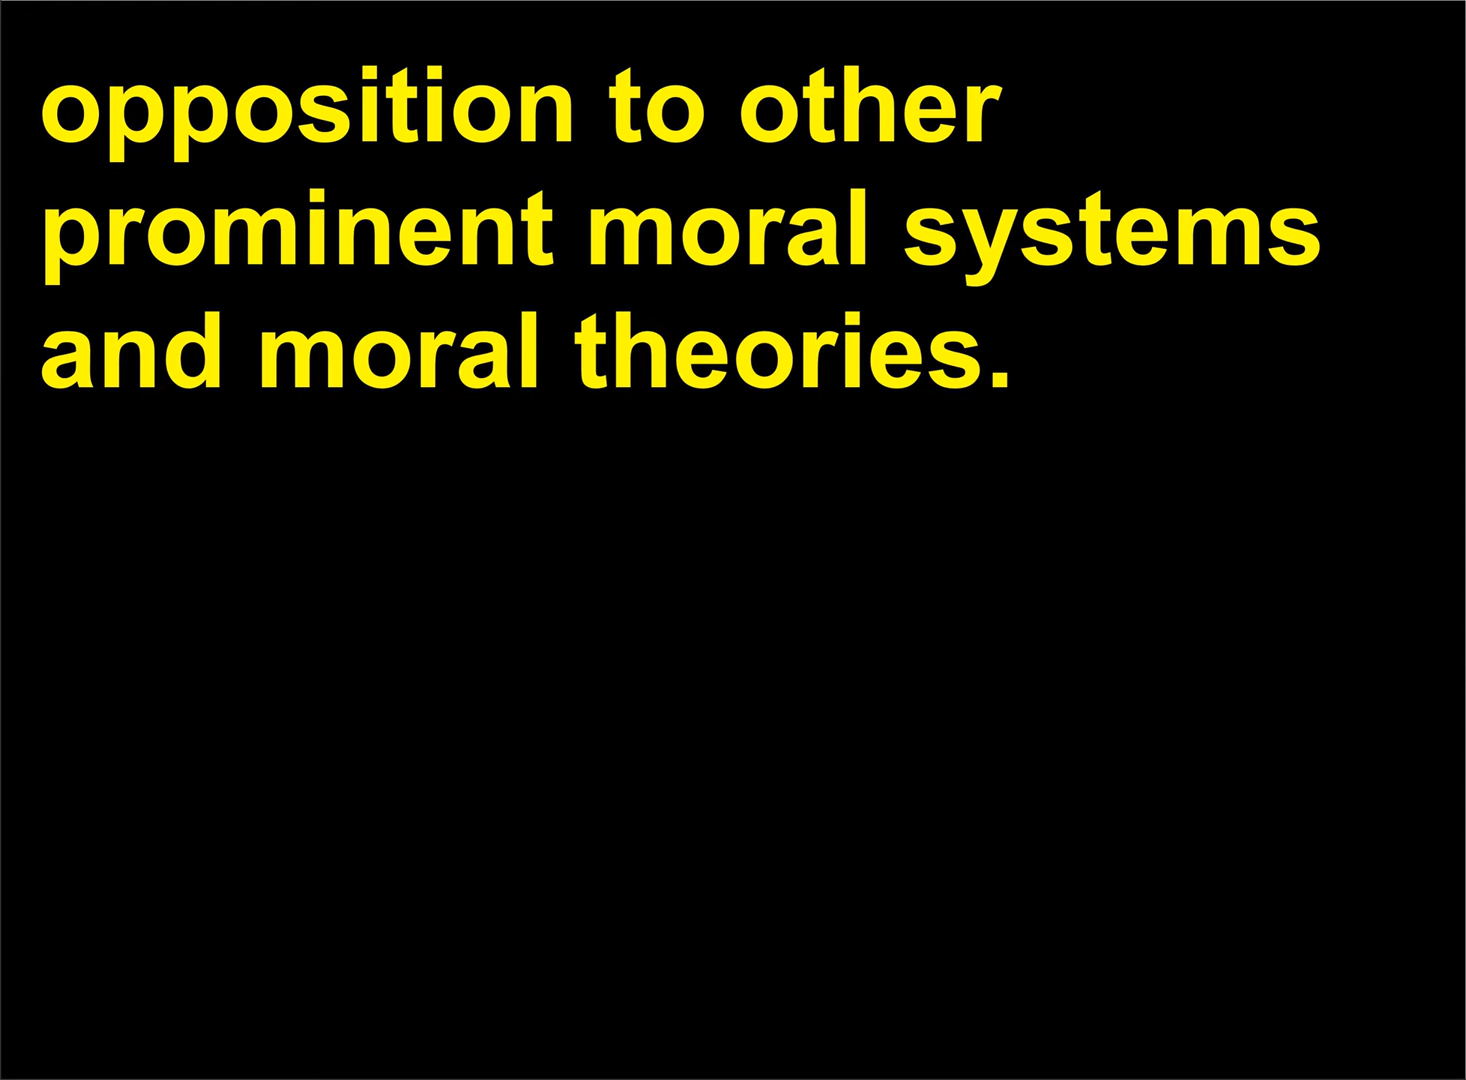 opposition to other
prominent moral systems
and moral theories.